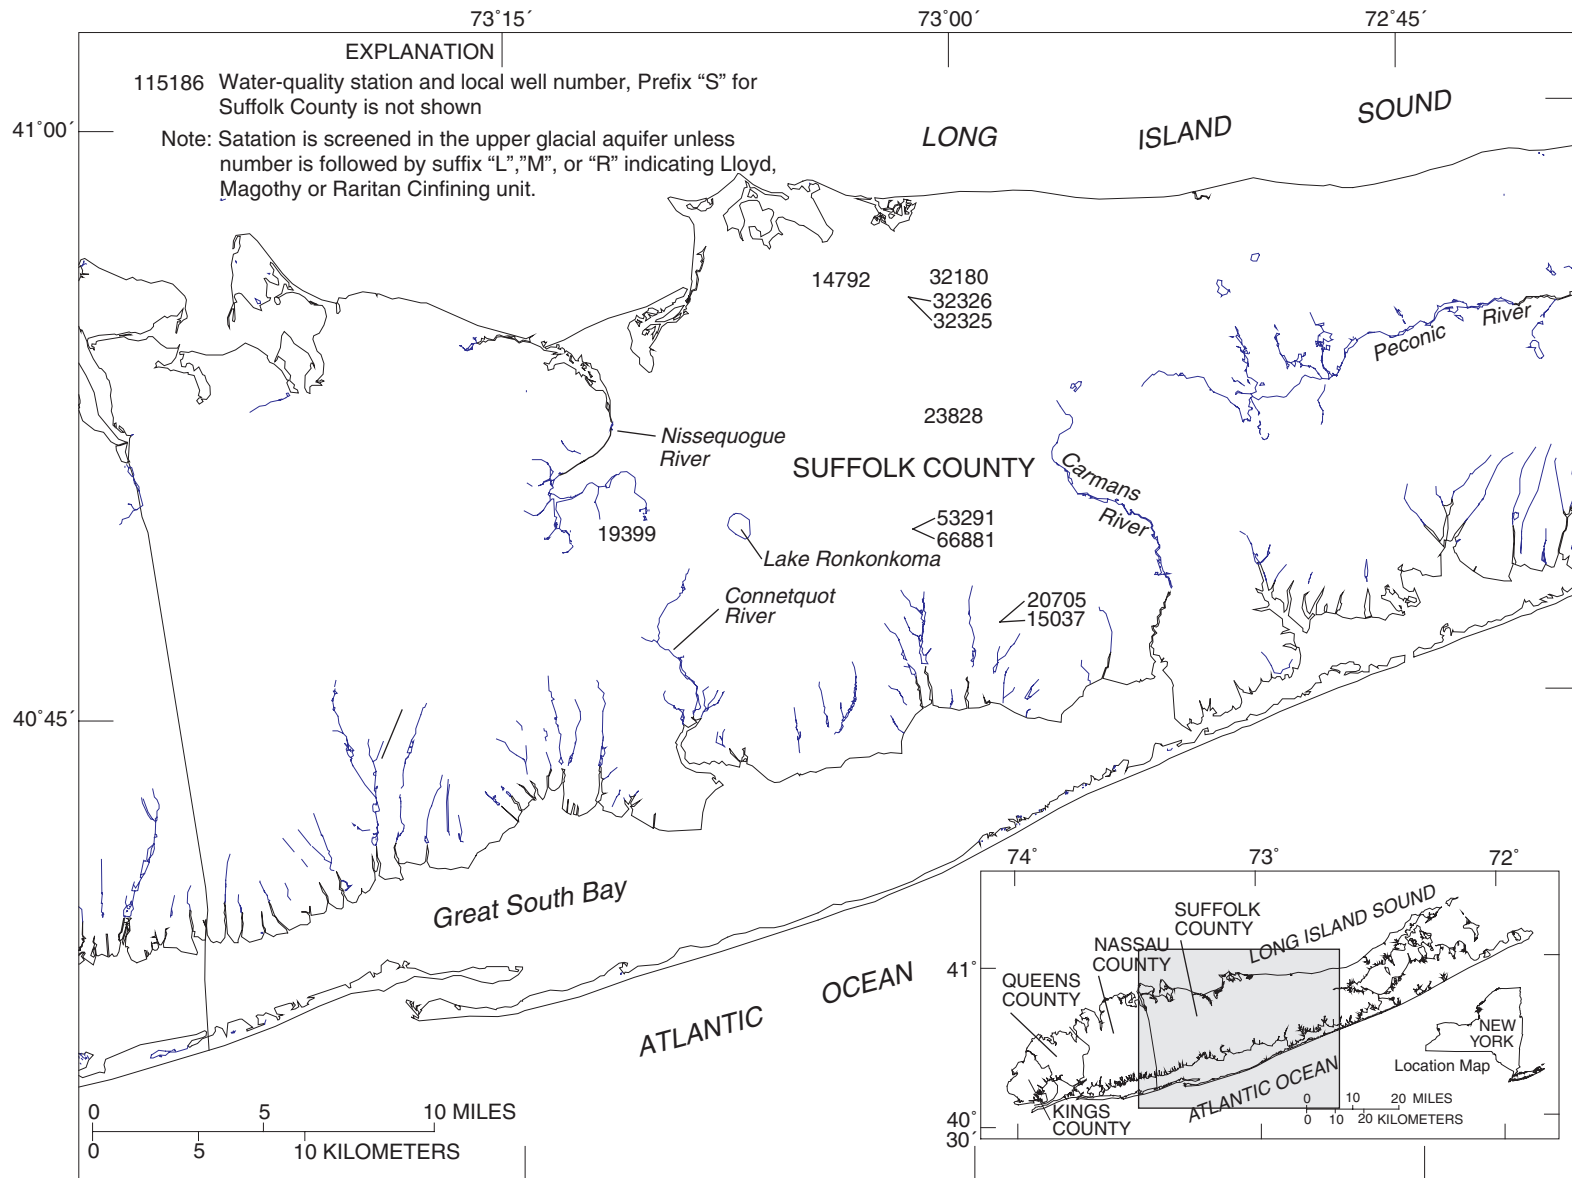 73˚15´
73˚00´
72˚45´
EXPLANATION
115186 Water-quality station and local well number, Prefix “S” for
Suffolk County is not shown
41˚00´
Note: Satation is screened in the upper glacial aquifer unless
number is followed by suffix “L”,”M”, or “R” indicating Lloyd,
Magothy or Raritan Cinfining unit.
LONG ISLAND SOUND
14792
32180
32326
32325
Peconic River
23828
Nissequogue
River
SUFFOLK COUNTY
Carmans
River
19399
53291
66881
Lake Ronkonkoma
Connetquot
River
20705
15037
40˚45´
Great South Bay
ATLANTIC OCEAN
0 5 10 MILES
0 5 10 KILOMETERS
74˚ 73˚ 72˚
SUFFOLK
COUNTY
LONG ISLAND SOUND
NASSAU
COUNTY
41˚
QUEENS
COUNTY
NEW
YORK
Location Map
ATLANTIC OCEAN
KINGS
COUNTY
40˚
30´
0 10 20 MILES
0 10 20 KILOMETERS